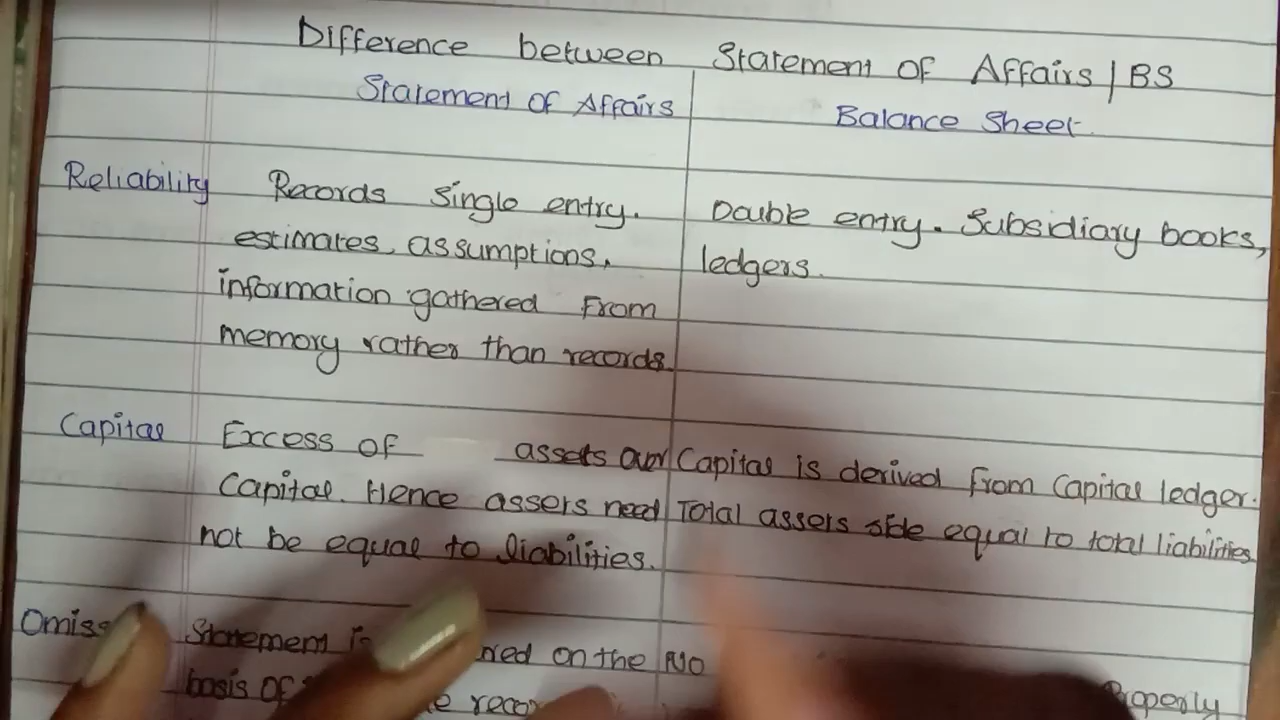 Difference between Statement of Affairs | BS
Statement of Affairs
Balance Sheet.
Reliability
Records Single entry.
estimates, assumptions,
information gathered from
memory rather than records.
Double entry. Subsidiary books,
ledgers.
Capital
Excess of assets over
Capital. Hence assets need
not be equal to liabilities.
Capital is derived from Capital ledger.
Total assets side equal to total liabilities.
Statement on the
basis of
No
Properly